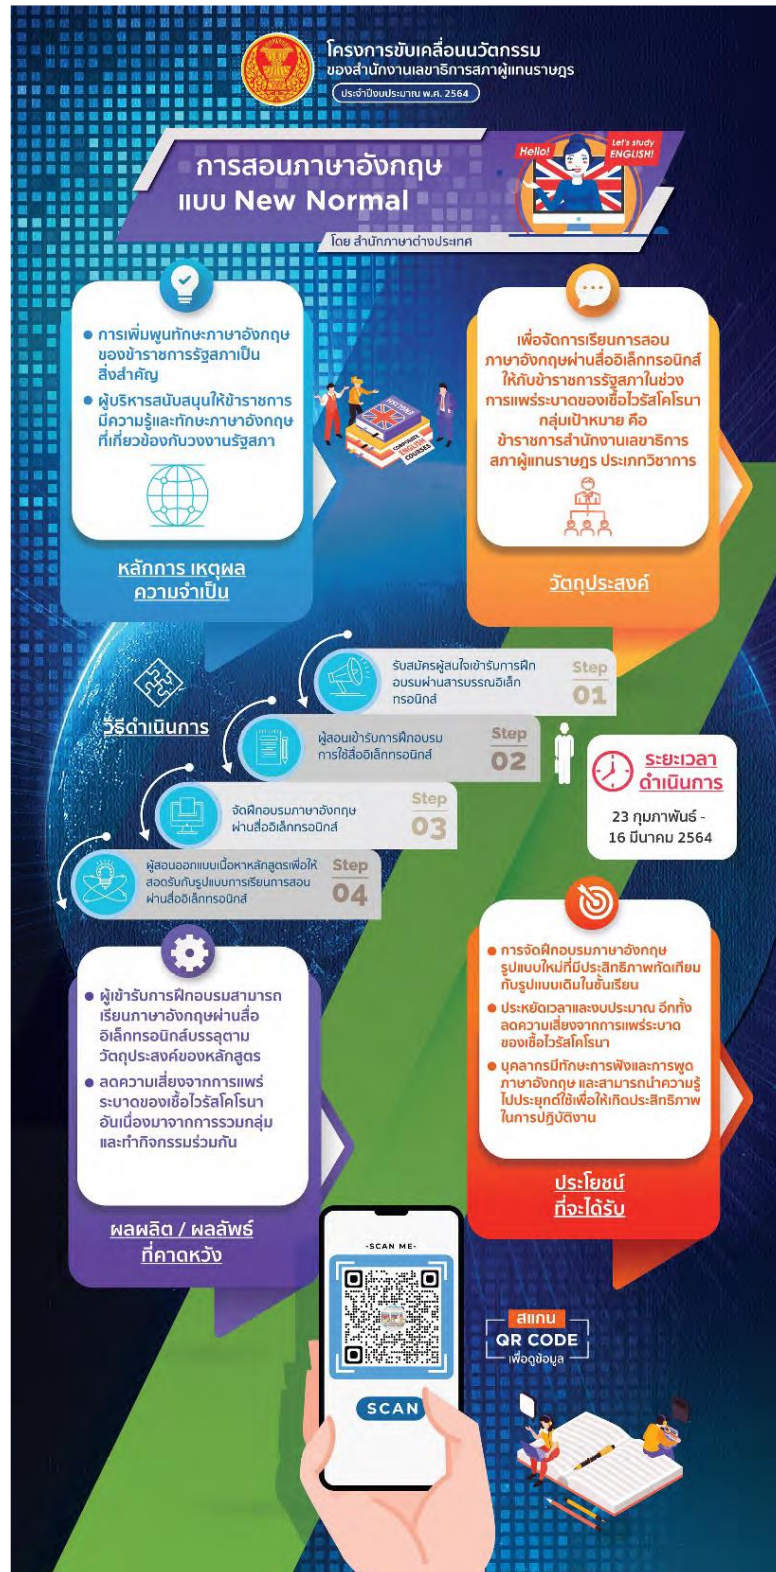 โครงการขับเคลื่อนนวัตกรรม
ของสำนักงานเลขาธิการสภาผู้แทนราษฎร
ประจำปีงบประมาณ พ.ศ. 2564
การสอนภาษาอังกฤษ
แบบ New Normal
Hello!
Let's study
ENGLISH!
โดย สำนักภาษาต่างประเทศ
การเพิ่มพูนทักษะภาษาอังกฤษ
ของข้าราชการรัฐสภาเป็น
สิ่งสำคัญ
ผู้บริหารสนับสนุนให้ข้าราชการ
มีความรู้และทักษะภาษาอังกฤษ
ที่เกี่ยวข้องกับวงงานรัฐสภา
หลักการ เหตุผล
ความจำเป็น
ENGLISH
CORPORATE
ENGLISH
COURSES
เพื่อจัดการเรียนการสอน
ภาษาอังกฤษผ่านสื่ออิเล็กทรอนิกส์
ให้กับข้าราชการรัฐสภาในช่วง
การแพร่ระบาดของเชื้อไวรัสโคโรนา
กลุ่มเป้าหมาย คือ
ข้าราชการสำนักงานเลขาธิการ
สภาผู้แทนราษฎร ประเภทวิชาการ
วัตถุประสงค์
วิธีดำเนินการ
รับสมัครผู้สนใจเข้ารับการฝึก
อบรมผ่านสารบรรณอิเล็ก
ทรอนิกส์
Step
01
ผู้สอนเข้ารับการฝึกอบรม
การใช้สื่ออิเล็กทรอนิกส์
Step
02
จัดฝึกอบรมภาษาอังกฤษ
ผ่านสื่ออิเล็กทรอนิกส์
Step
03
ผู้สอนออกแบบเนื้อหาหลักสูตรเพื่อให้
สอดรับกับรูปแบบการเรียนการสอน
ผ่านสื่ออิเล็กทรอนิกส์
Step
04
ระยะเวลา
ดำเนินการ
23 กุมภาพันธ์ -
16 มีนาคม 2564
ผู้เข้ารับการฝึกอบรมสามารถ
เรียนภาษาอังกฤษผ่านสื่อ
อิเล็กทรอนิกส์บรรลุตาม
วัตถุประสงค์ของหลักสูตร
ลดความเสี่ยงจากการแพร่
ระบาดของเชื้อไวรัสโคโรนา
อันเนื่องมาจากการรวมกลุ่ม
และทำกิจกรรมร่วมกัน
ผลผลิต / ผลลัพธ์
ที่คาดหวัง
การจัดฝึกอบรมภาษาอังกฤษ
รูปแบบใหม่ที่มีประสิทธิภาพทัดเทียม
กับรูปแบบเดิมในชั้นเรียน
ประหยัดเวลาและงบประมาณ อีกทั้ง
ลดความเสี่ยงจากการแพร่ระบาด
ของเชื้อไวรัสโคโรนา
บุคลากรมีทักษะการฟังและการพูด
ภาษาอังกฤษ และสามารถนำความรู้
ไปประยุกต์ใช้เพื่อให้เกิดประสิทธิภาพ
ในการปฏิบัติงาน
ประโยชน์
ที่จะได้รับ
-SCAN ME-
SCAN
สแกน
QR CODE
เพื่อดูข้อมูล